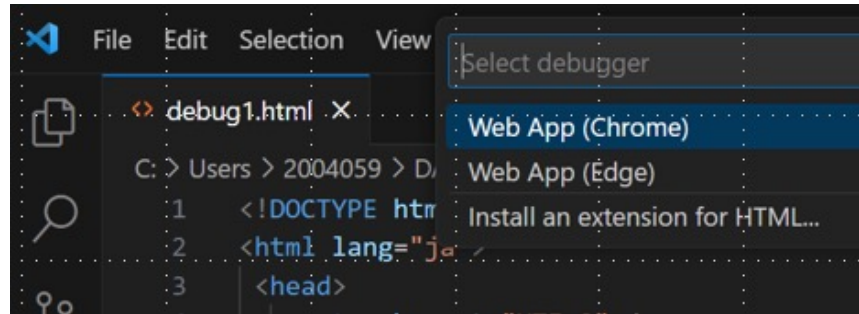 File Edit Selection View
Select debugger
debug1.html
Web App (Chrome)
Web App (Edge)
Install an extension for HTML...
C: > Users > 2004059 >
1 <!DOCTYPE htm
2 <html lang="ja">
3 <head>